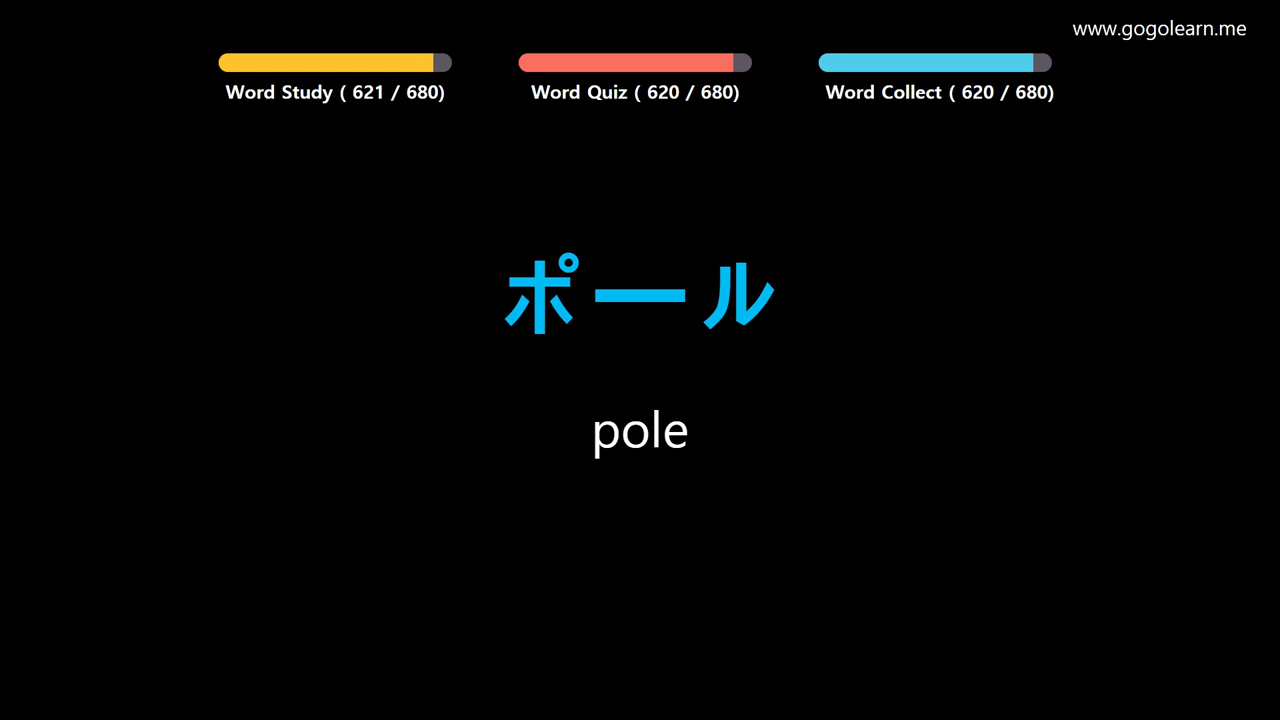 www.gogolearn.me
Word Study ( 621 / 680)
Word Quiz ( 620 / 680)
Word Collect ( 620 / 680)
ポール
pole